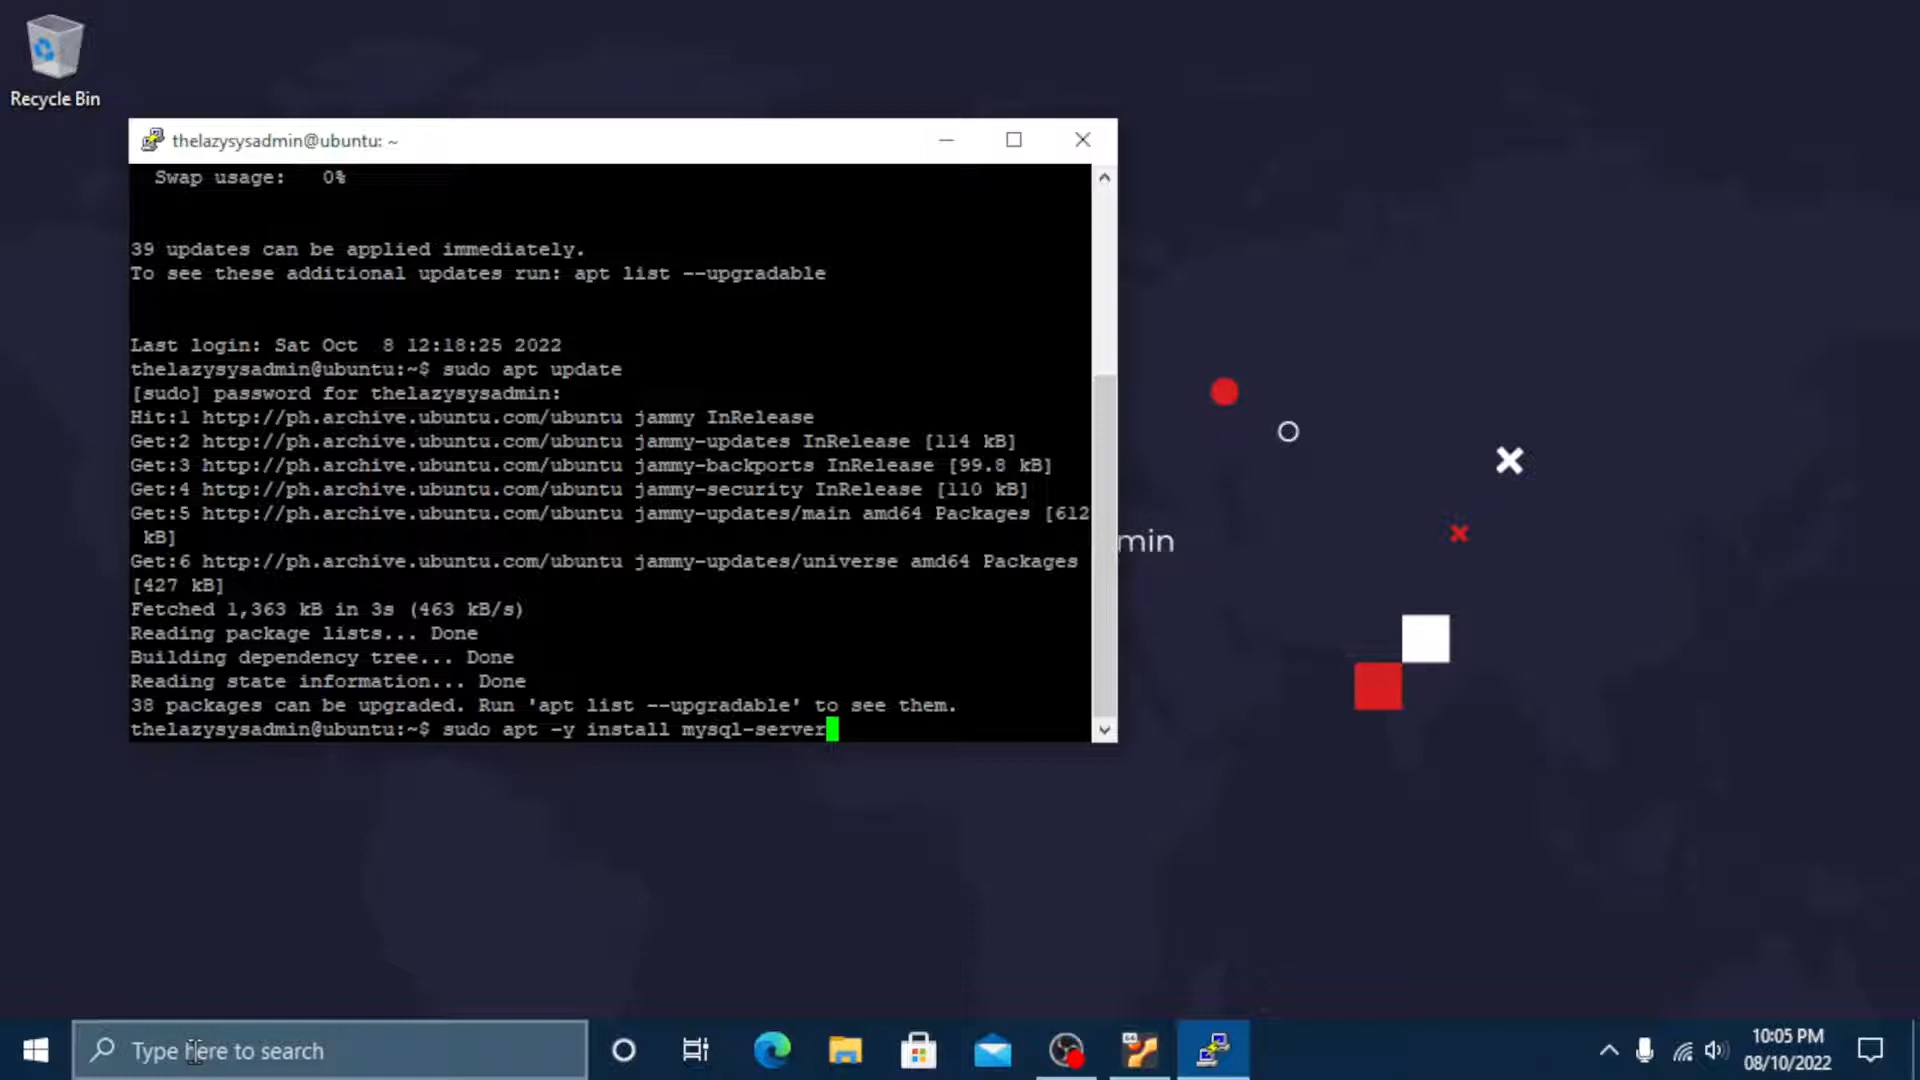 Recycle Bin
thelazysysadmin@ubuntu: ~
Swap usage:   0%
39 updates can be applied immediately.
To see these additional updates run: apt list --upgradable
Last login: Sat Oct  8 12:18:25 2022
thelazysysadmin@ubuntu:~$ sudo apt update
[sudo] password for thelazysysadmin:
Hit:1 http://ph.archive.ubuntu.com/ubuntu jammy InRelease
Get:2 http://ph.archive.ubuntu.com/ubuntu jammy-updates InRelease [114 kB]
Get:3 http://ph.archive.ubuntu.com/ubuntu jammy-backports InRelease [99.8 kB]
Get:4 http://ph.archive.ubuntu.com/ubuntu jammy-security InRelease [110 kB]
Get:5 http://ph.archive.ubuntu.com/ubuntu jammy-updates/main amd64 Packages [612
kB]
Get:6 http://ph.archive.ubuntu.com/ubuntu jammy-updates/universe amd64 Packages
[427 kB]
Fetched 1,363 kB in 3s (463 kB/s)
Reading package lists... Done
Building dependency tree... Done
Reading state information... Done
38 packages can be upgraded. Run 'apt list --upgradable' to see them.
thelazysysadmin@ubuntu:~$ sudo apt -y install mysql-server
min
Type here to search
64
10:05 PM
08/10/2022